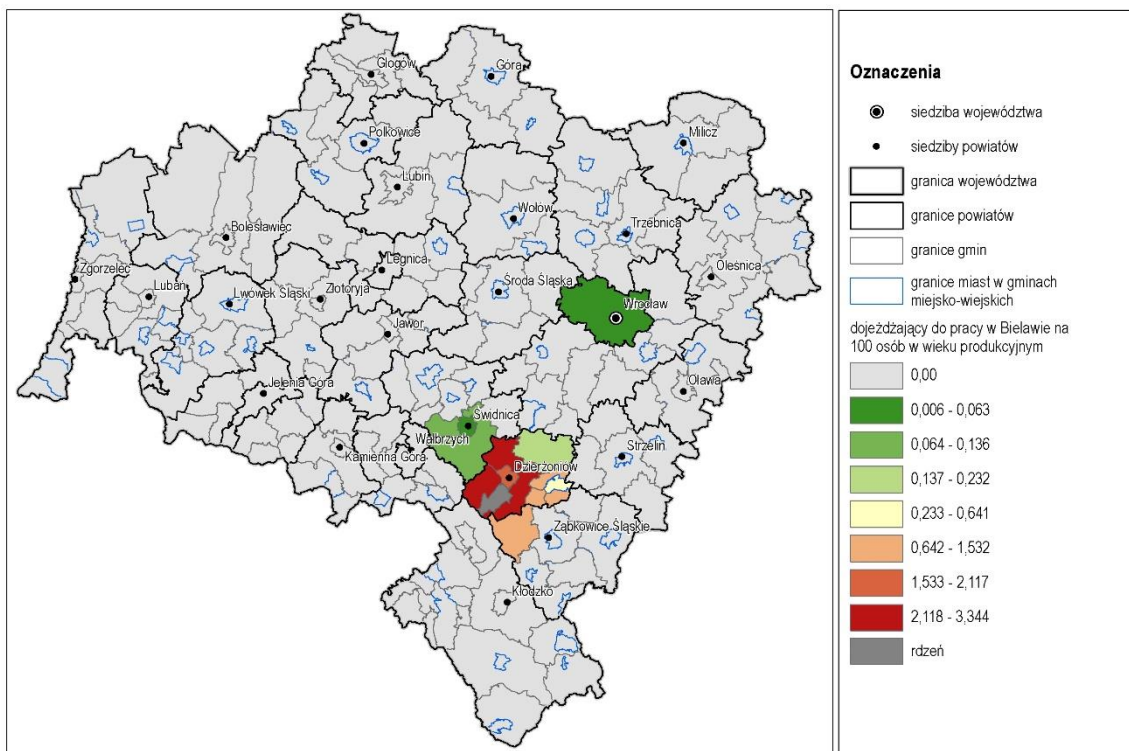 Głogów
Góra
Polkowice
Milicz
Lubin
Wołów
Trzebnica
Bolesławiec
Zgorzelec
Legnica
Oleśnica
Lubań
Lwówek Śląski
Złotoryja
Środa Śląska
Wrocław
Jawor
Jelenia Góra
Oława
Świdnica
Wałbrzych
Kamienna Góra
Strzelin
Dzierżoniów
Ząbkowice Śląskie
Kłodzko
Oznaczenia
siedziba województwa
siedziby powiatów
granica województwa
granice powiatów
granice gmin
granice miast w gminach
miejsko-wiejskich
dojeżdżający do pracy w Bielawie na
100 osób w wieku produkcyjnym
0,00
0,006 - 0,063
0,064 - 0,136
0,137 - 0,232
0,233 - 0,641
0,642 - 1,532
1,533 - 2,117
2,118 - 3,344
rdzeń